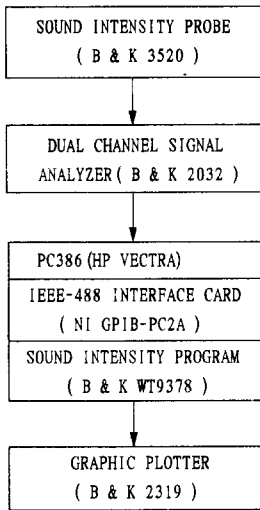 SOUND INTENSITY PROBE
( B & K 3520 )
DUAL CHANNEL SIGNAL
ANALYZER( B & K 2032 )
PC386(HP VECTRA)
IEEE-488 INTERFACE CARD
( NI GPIB-PC2A )
SOUND INTENSITY PROGRAM
( B & K WT9378 )
GRAPHIC PLOTTER
( B & K 2319 )